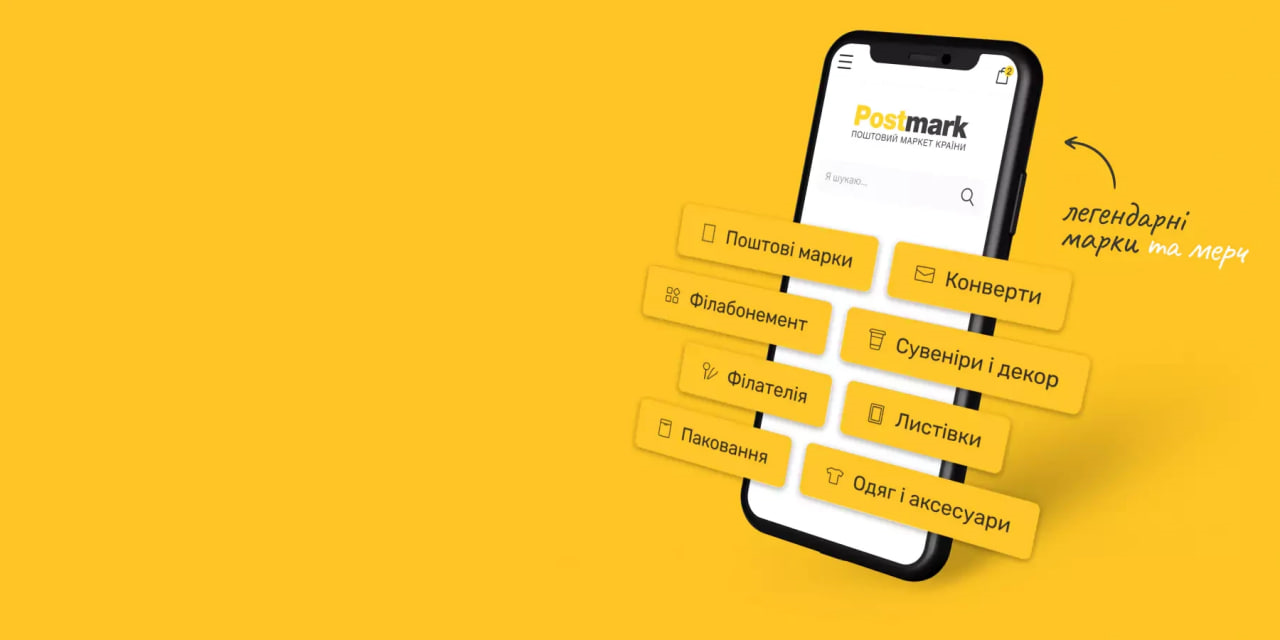 2
Postmark
ПОШТОВИЙ МАРКЕТ КРАЇНИ
Я шукаю...
легендарні
марки та мерч
Поштові марки
Конверти
Філабонемент
Сувеніри і декор
Філателія
Листівки
Паковання
Одяг і аксесуари